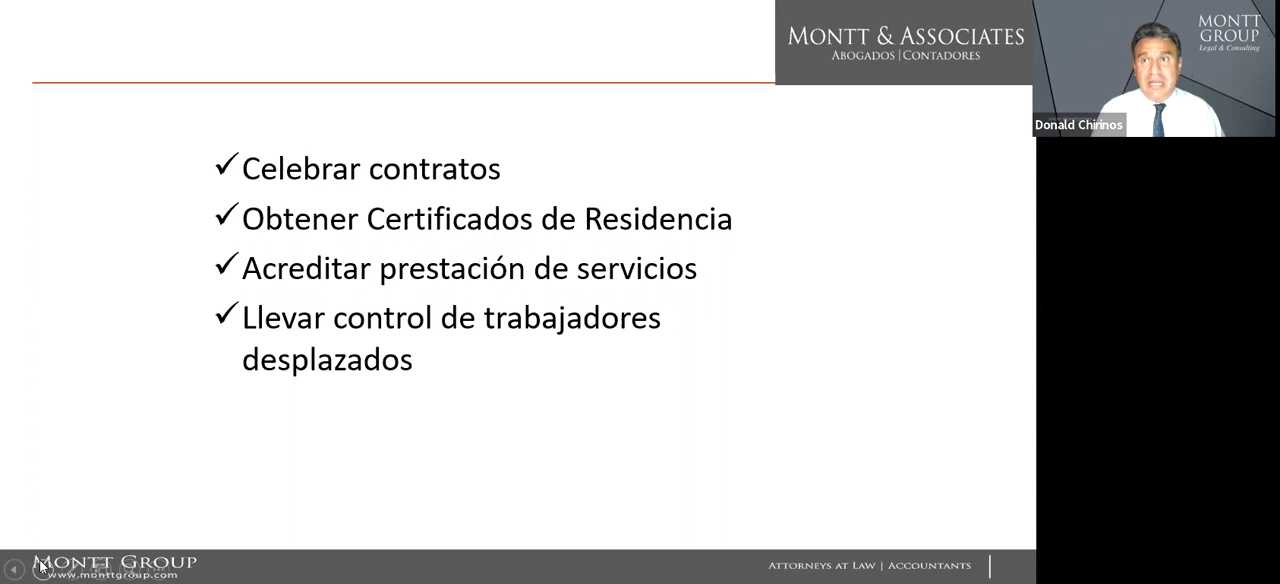 MONTT & ASSOCIATES
ABOGADOS | CONTADORES
MONTT
GROUP
Legal & Consulting
Donald Chirinos
✓Celebrar contratos
✓Obtener Certificados de Residencia
✓Acreditar prestación de servicios
✓Llevar control de trabajadores
desplazados
MONTT GROUP
www.monttgroup.com
ATTORNEYS AT LAW | ACCOUNTANTS